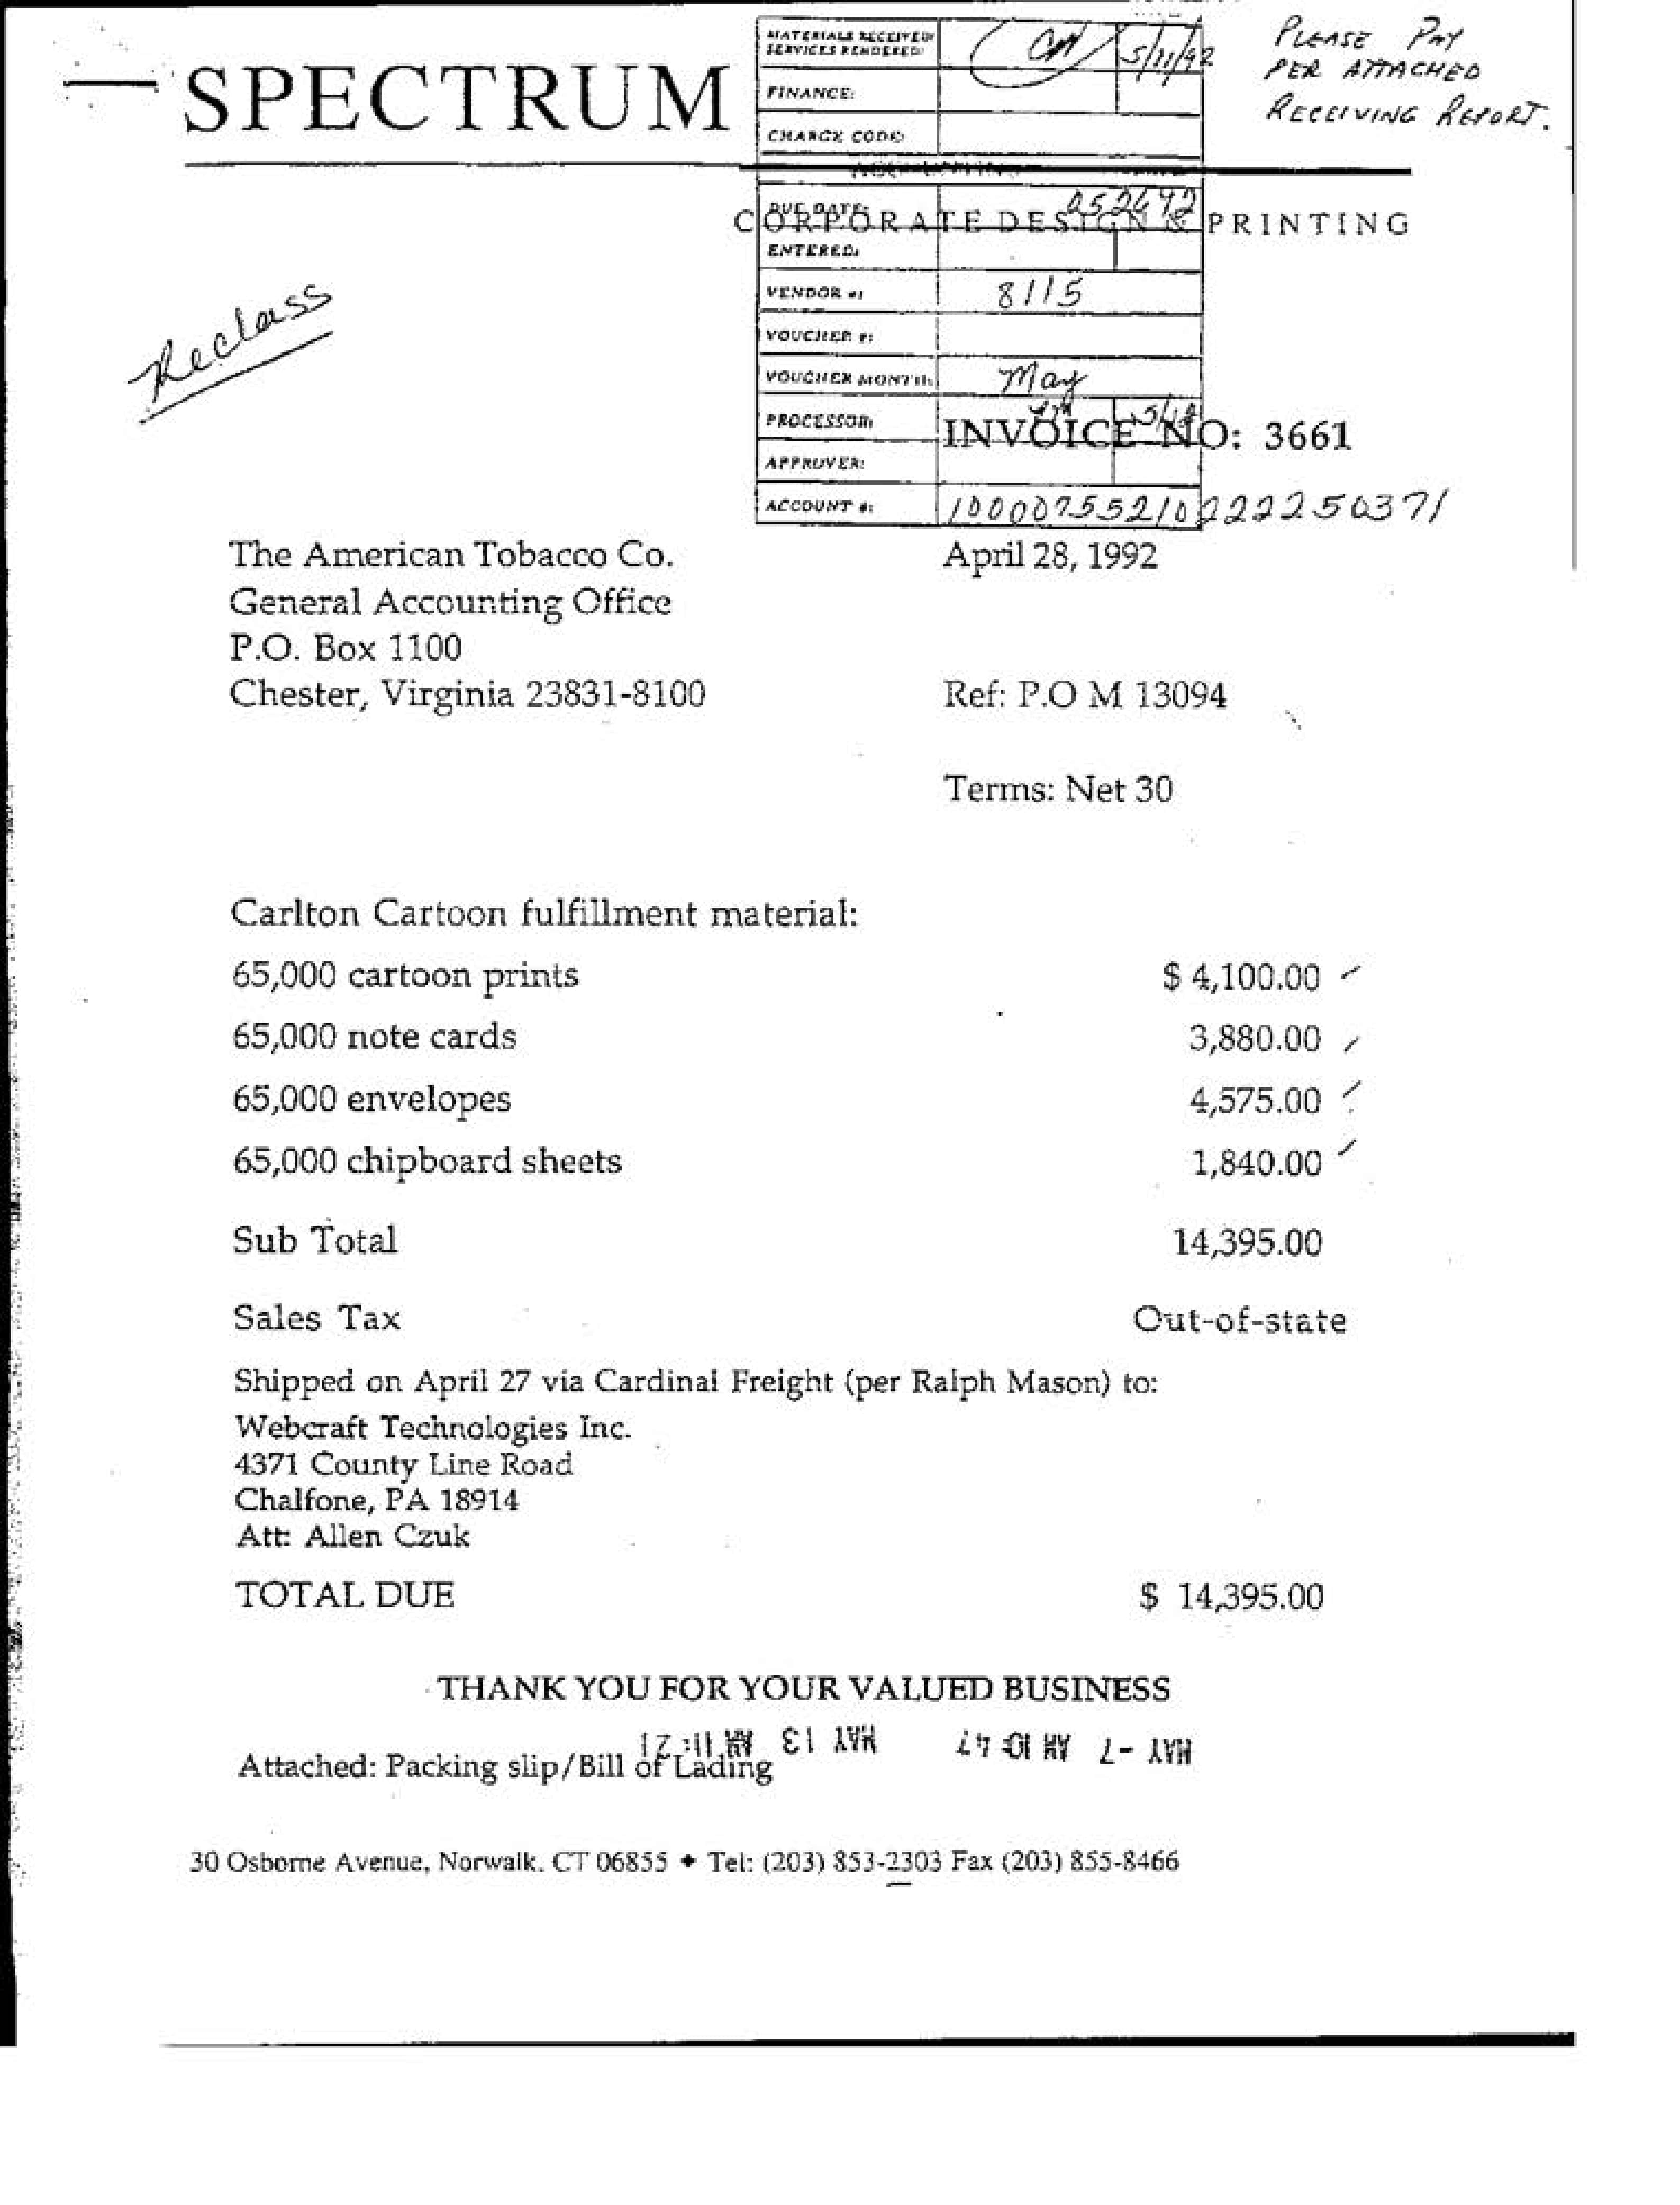 SPECTRUM
MATERIALS RECEIVED/
SERVICES RENDERED:
5/11/92
PLEASE PAY
PER ATTACHED
RECEIVING REPORT.
FINANCE:
CHARGE CODE:
DUE DATE:
052692
CORPORATE DESIGN & PRINTING
ENTERED:
VENDOR #: 8115
Reclass
VOUCHER #:
VOUCHER MONTH: May
PROCESSOR:
INVOICE NO: 3661
APPROVER:
ACCOUNT #:
The American Tobacco Co.
April 28, 1992
General Accounting Office
P.O. Box 1100
Chester, Virginia 23831-8100
Ref: P.O M 13094
Terms: Net 30
Carlton Cartoon fulfillment material:
65,000 cartoon prints $ 4,100.00
65,000 note cards 3,880.00
65,000 envelopes 4,575.00
65,000 chipboard sheets 1,840.00
Sub Total 14,395.00
Sales Tax Out-of-state
Shipped on April 27 via Cardinal Freight (per Ralph Mason) to:
Webcraft Technologies Inc.
4371 County Line Road
Chalfone, PA 18914
Att: Allen Czuk
TOTAL DUE $ 14,395.00
THANK YOU FOR YOUR VALUED BUSINESS
MAY 13 AM 11:21
MAY -7 AM 10 47
Attached: Packing slip/Bill of Lading
30 Osborne Avenue, Norwalk, CT 06855 ✦ Tel: (203) 853-2303 Fax (203) 855-8466